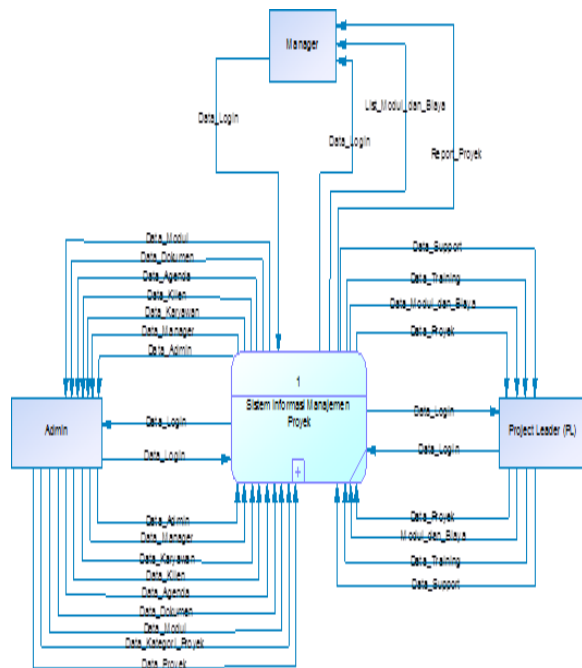 Manager
Data_Login
Data_Login
List_Modul_dan_Biaya
Report_Proyek
Data_Modul
Data_Dokumen
Data_Agenda
Data_Klien
Data_Karyawan
Data_Manager
Data_Admin
Data_Support
Data_Training
Data_Modul_dan_Biaya
Data_Proyek
1
Sistem Informasi Manajemen
Proyek
Admin
Data_Login
Data_Login
Data_Login
Data_Login
Project Leader (PL)
Data_Admin
Data_Manager
Data_Karyawan
Data_Klien
Data_Agenda
Data_Dokumen
Data_Modul
Data_Kategori_Proyek
Data_Proyek
Data_Proyek
Modul_dan_Biaya
Data_Training
Data_Support